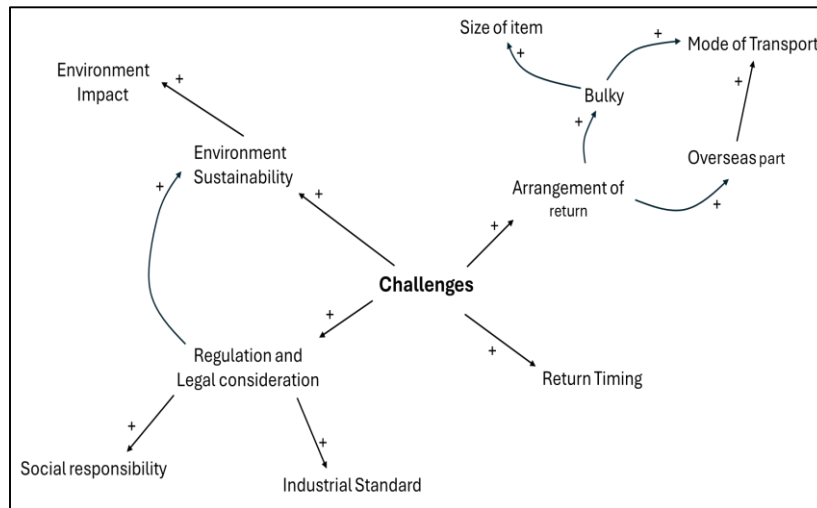 Size of item
+
+
Mode of Transport
Environment
Impact
+
+
Bulky
+
Environment
Sustainability
+
+
Overseas part
Arrangement of
return
+
+
Challenges
+
+
Regulation and
Legal consideration
Return Timing
+
+
Social responsibility
Industrial Standard